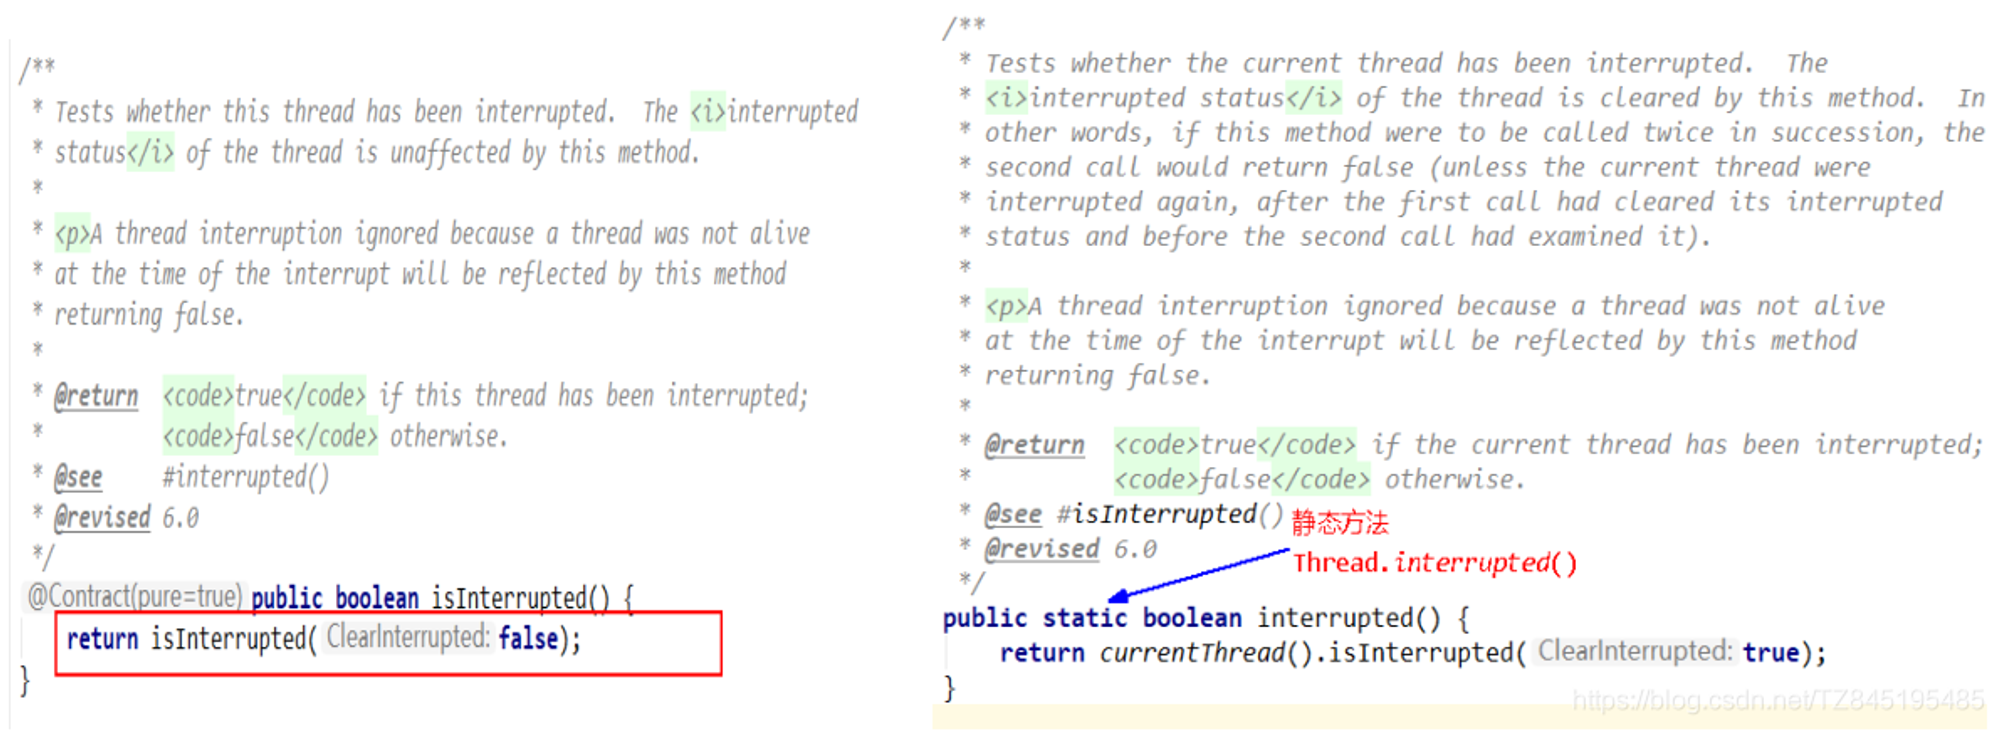 /**
* Tests whether this thread has been interrupted.  The <i>interrupted
* status</i> of the thread is unaffected by this method.
*
* <p>A thread interruption ignored because a thread was not alive
* at the time of the interrupt will be reflected by this method
* returning false.
*
* @return  <code>true</code> if this thread has been interrupted;
*          <code>false</code> otherwise.
* @see     #interrupted()
* @revised 6.0
*/
@Contract(pure=true) public boolean isInterrupted() {
return isInterrupted( ClearInterrupted: false);
}
/**
* Tests whether the current thread has been interrupted.  The
* <i>interrupted status</i> of the thread is cleared by this method.  In
* other words, if this method were to be called twice in succession, the
* second call would return false (unless the current thread were
* interrupted again, after the first call had cleared its interrupted
* status and before the second call had examined it).
*
* <p>A thread interruption ignored because a thread was not alive
* at the time of the interrupt will be reflected by this method
* returning false.
*
* @return  <code>true</code> if the current thread has been interrupted;
*          <code>false</code> otherwise.
* @see #isInterrupted() 静态方法
* @revised 6.0 Thread.interrupted()
*/
public static boolean interrupted() {
return currentThread().isInterrupted( ClearInterrupted: true);
}
https://blog.csdn.net/TZ845195485